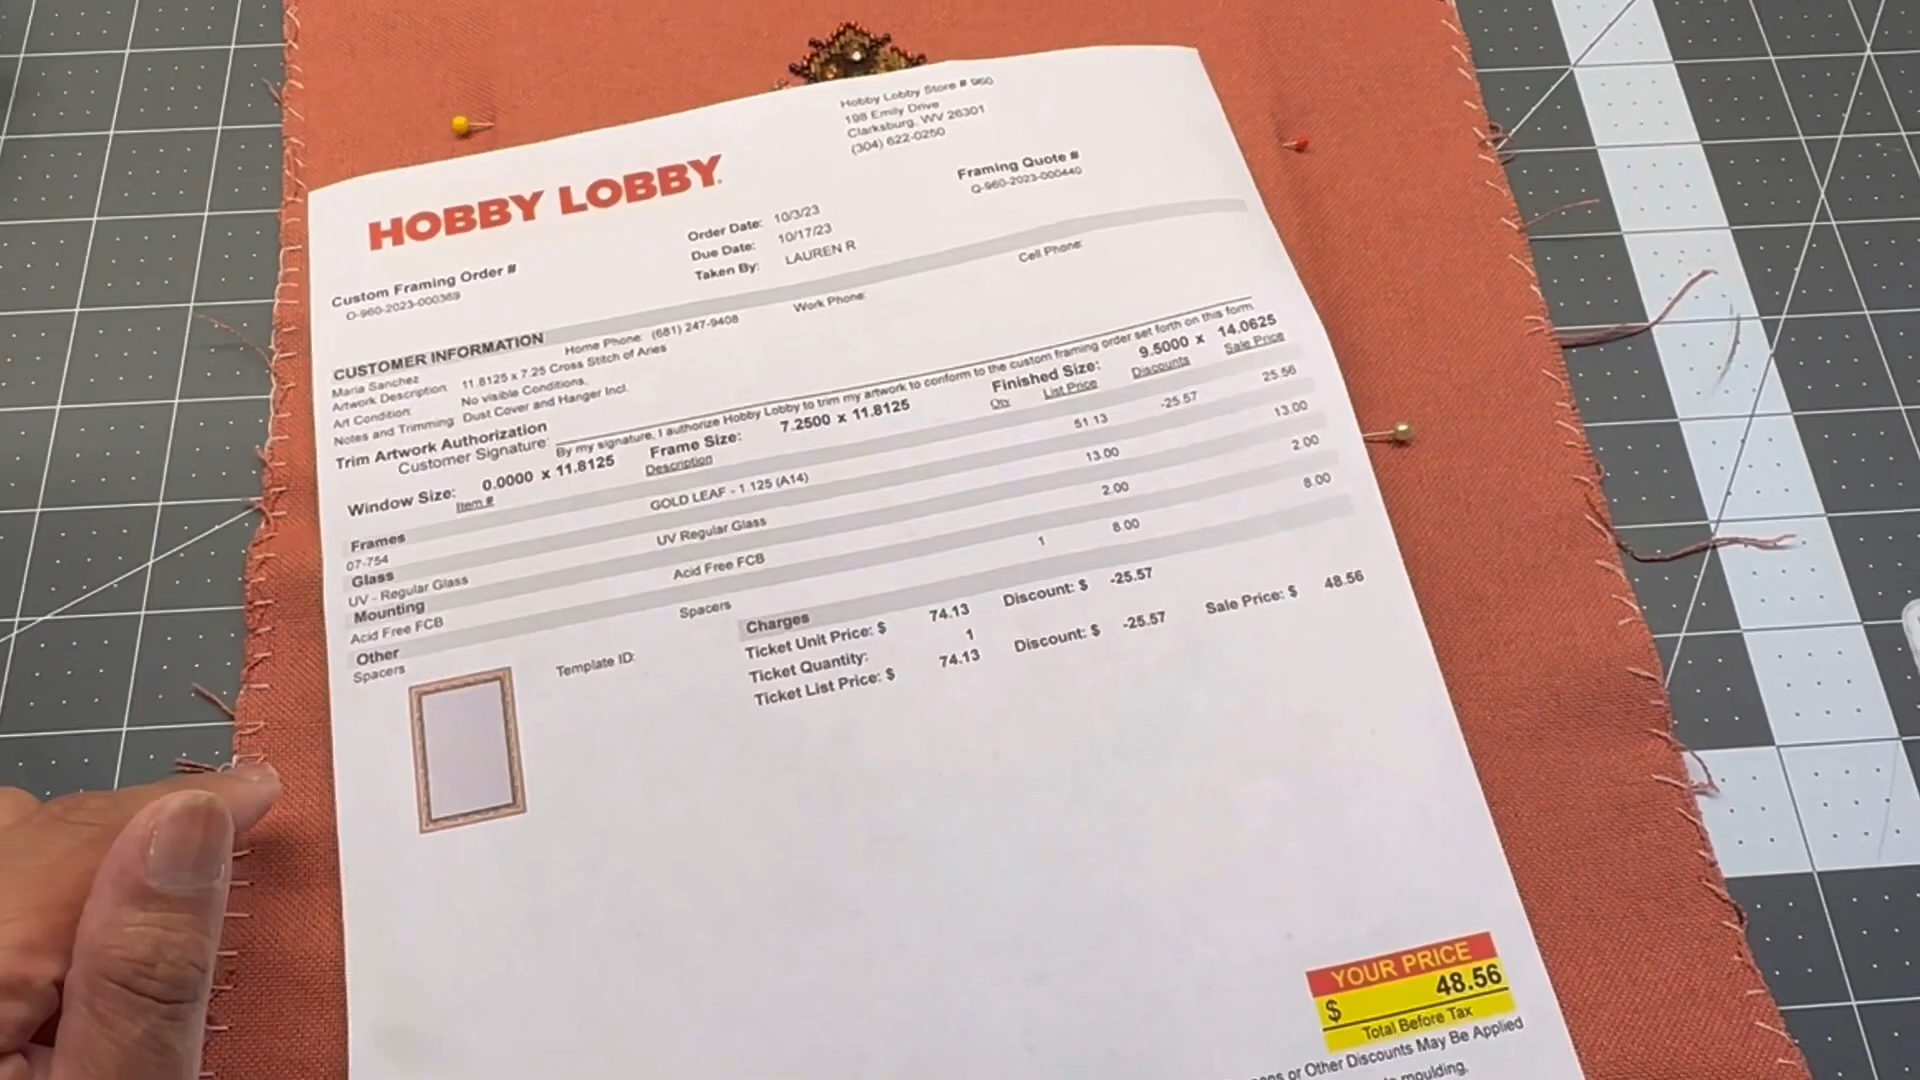 Hobby Lobby Store # 960
198 Emily Drive
Clarksburg, WV 26301
(304) 622-0250
HOBBY LOBBY
Framing Quote #
Q-960-2023-000440
Order Date: 10/3/23
Due Date: 10/17/23
Taken By: LAUREN R
Custom Framing Order #
O-960-2023-000369
CUSTOMER INFORMATION
Maria Sanchez
Home Phone: (681) 247-9408
Work Phone:
Cell Phone:
Artwork Description: 11.8125 x 7.25 Cross Stitch of Aries
Art Condition: No visible Conditions.
Notes and Trimming: Dust Cover and Hanger Incl.
Trim Artwork Authorization
By my signature, I authorize Hobby Lobby to trim my artwork to conform to the custom framing order set forth on this form.
Customer Signature:
Window Size: 0.0000 x 11.8125 Frame Size: 7.2500 x 11.8125 Finished Size: 9.5000 x 14.0625
Item # Description Qty List Price Discounts Sale Price
Frames
07-754 GOLD LEAF - 1.125 (A14) 51.13 -25.57 25.56
Glass
UV - Regular Glass UV Regular Glass 13.00 13.00
Mounting
Acid Free FCB Acid Free FCB 2.00 2.00
Other
Spacers Spacers 1 8.00 8.00
Template ID:
Charges
Ticket Unit Price: $ 74.13 Discount: $ -25.57
Ticket Quantity: 1
Ticket List Price: $ 74.13 Discount: $ -25.57 Sale Price: $ 48.56
YOUR PRICE
$ 48.56
Total Before Tax
or Other Discounts May Be Applied
moulding.